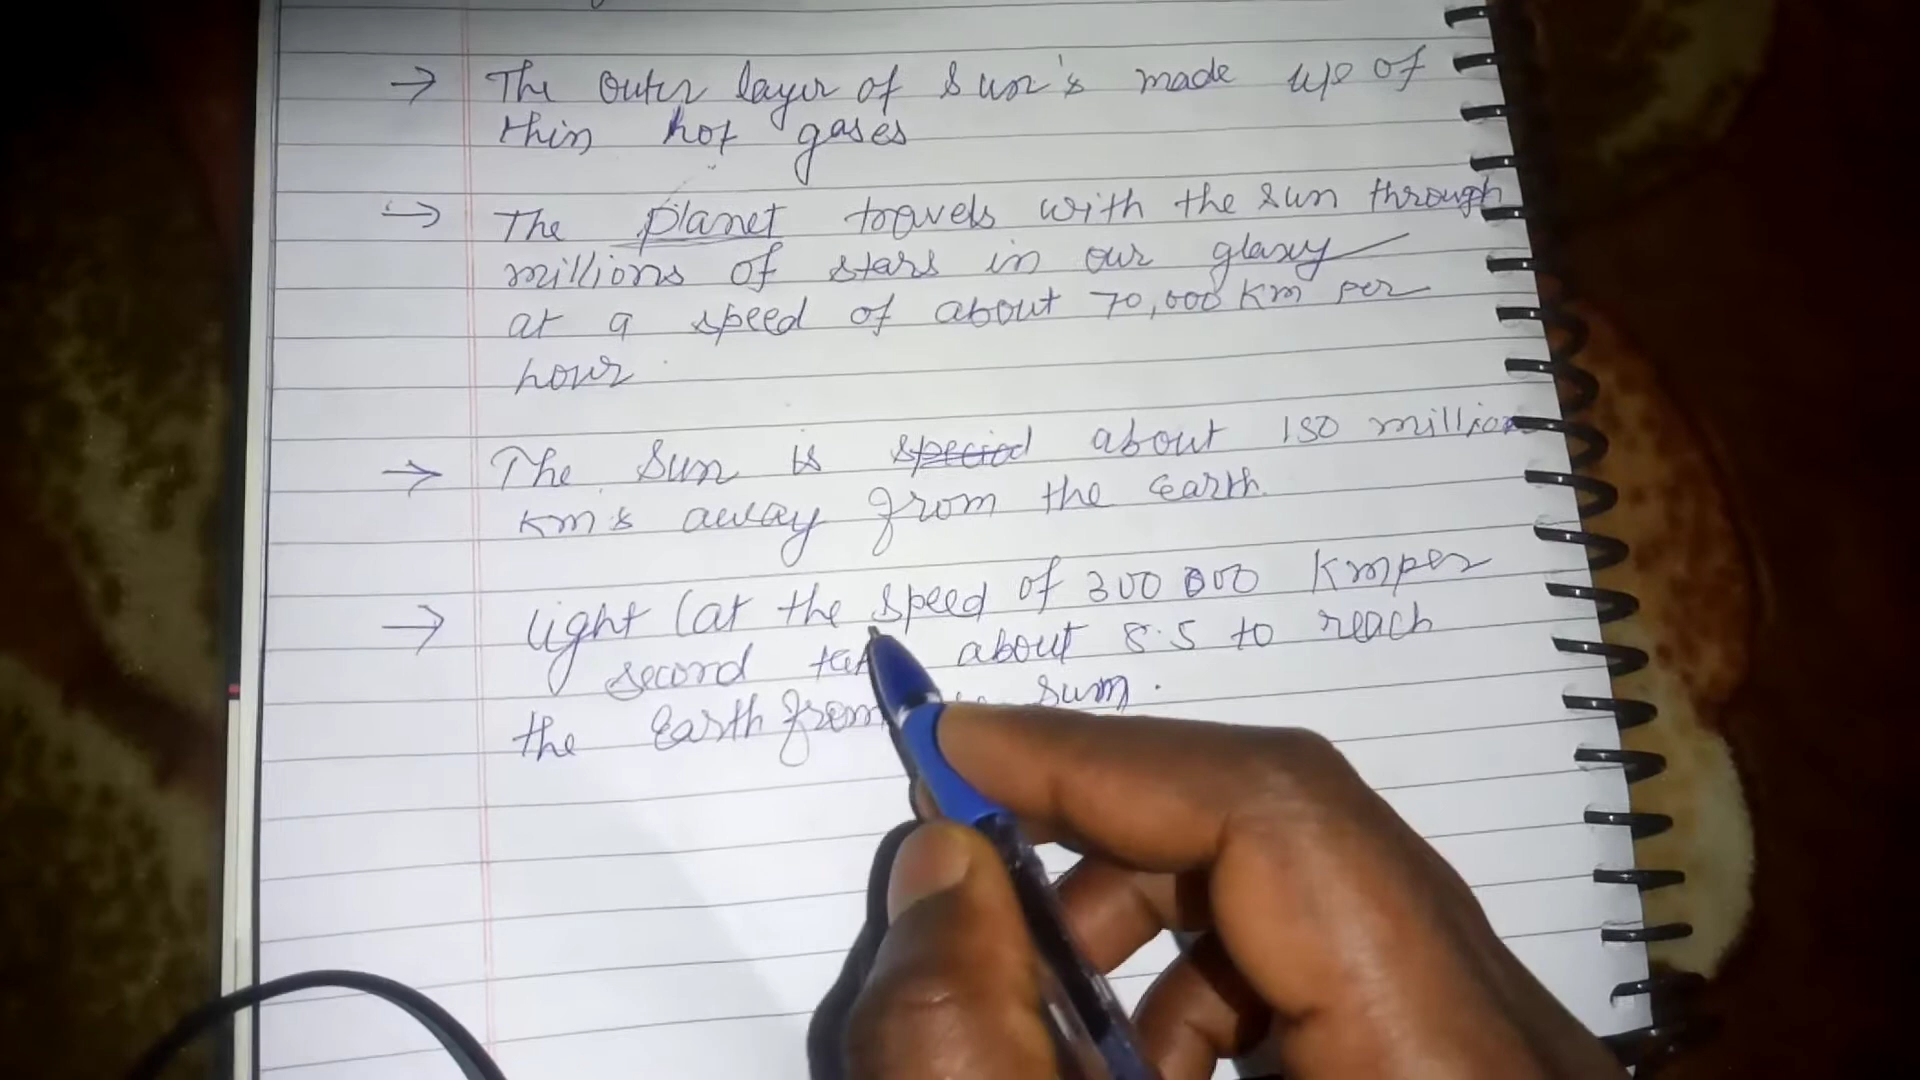 → The outer layer of sun's made up of
thin hot gases
→ The planet travels with the sun through
millions of stars in our glaxy
at a speed of about 70,000 Km per
hour.
→ The Sun is about 150 million
Km's away from the Earth.
→ light (at the speed of 300 000 Km per
second about 8.5 to reach
the Earth from sum.